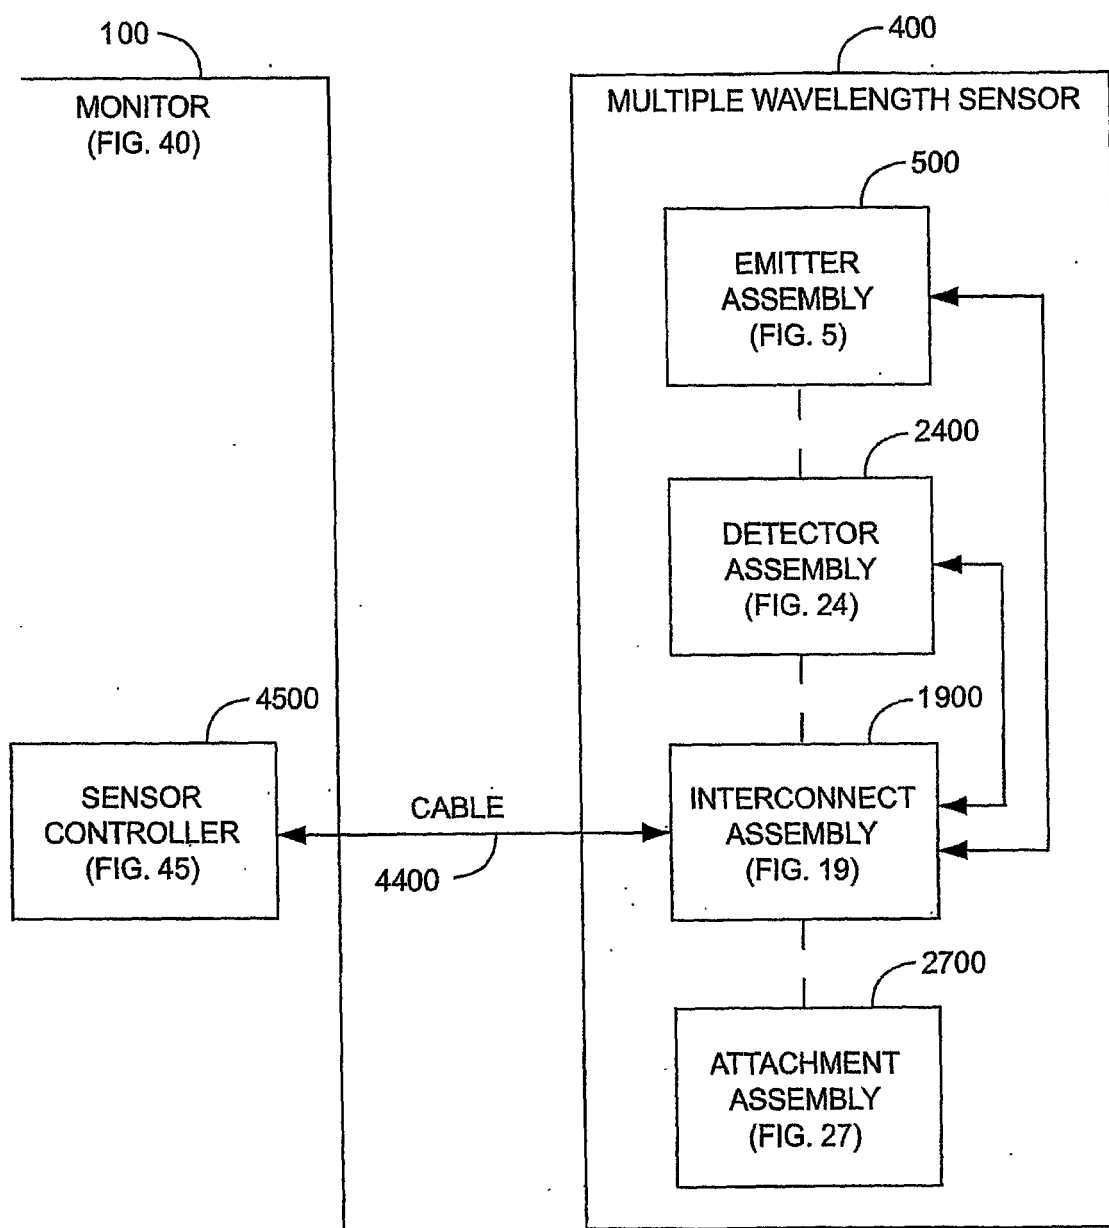 100
MONITOR
(FIG. 40)
400
MULTIPLE WAVELENGTH SENSOR
500
EMITTER
ASSEMBLY
(FIG. 5)
2400
DETECTOR
ASSEMBLY
(FIG. 24)
4500
SENSOR
CONTROLLER
(FIG. 45)
CABLE
4400
1900
INTERCONNECT
ASSEMBLY
(FIG. 19)
2700
ATTACHMENT
ASSEMBLY
(FIG. 27)